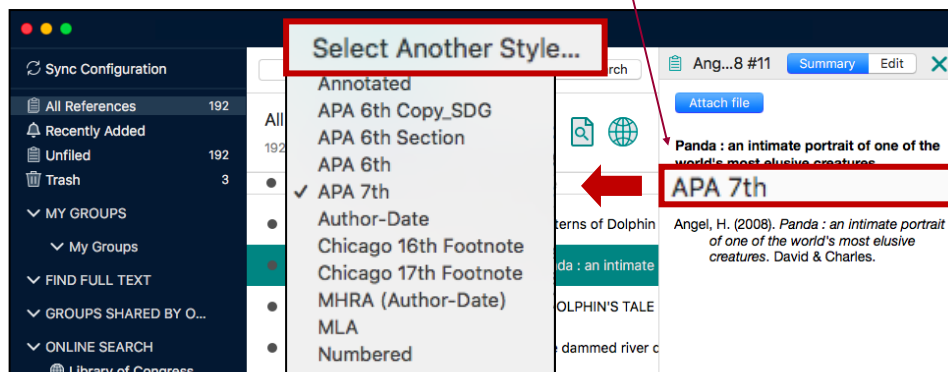 Sync Configuration
All References 192
Recently Added
Unfiled 192
Trash 3
MY GROUPS
My Groups
FIND FULL TEXT
GROUPS SHARED BY O...
ONLINE SEARCH
Library of Congress
All
192
Select Another Style...
Annotated
APA 6th Copy_SDG
APA 6th Section
APA 6th
✓ APA 7th
Author-Date
Chicago 16th Footnote
Chicago 17th Footnote
MHRA (Author-Date)
MLA
Numbered
rch
terns of Dolphin
da : an intimate
OLPHIN'S TALE
dammed river c
Ang...8 #11 Summary Edit
Attach file
Panda : an intimate portrait of one of the
world's most elusive creatures
APA 7th
Angel, H. (2008). Panda : an intimate portrait
of one of the world's most elusive
creatures. David & Charles.